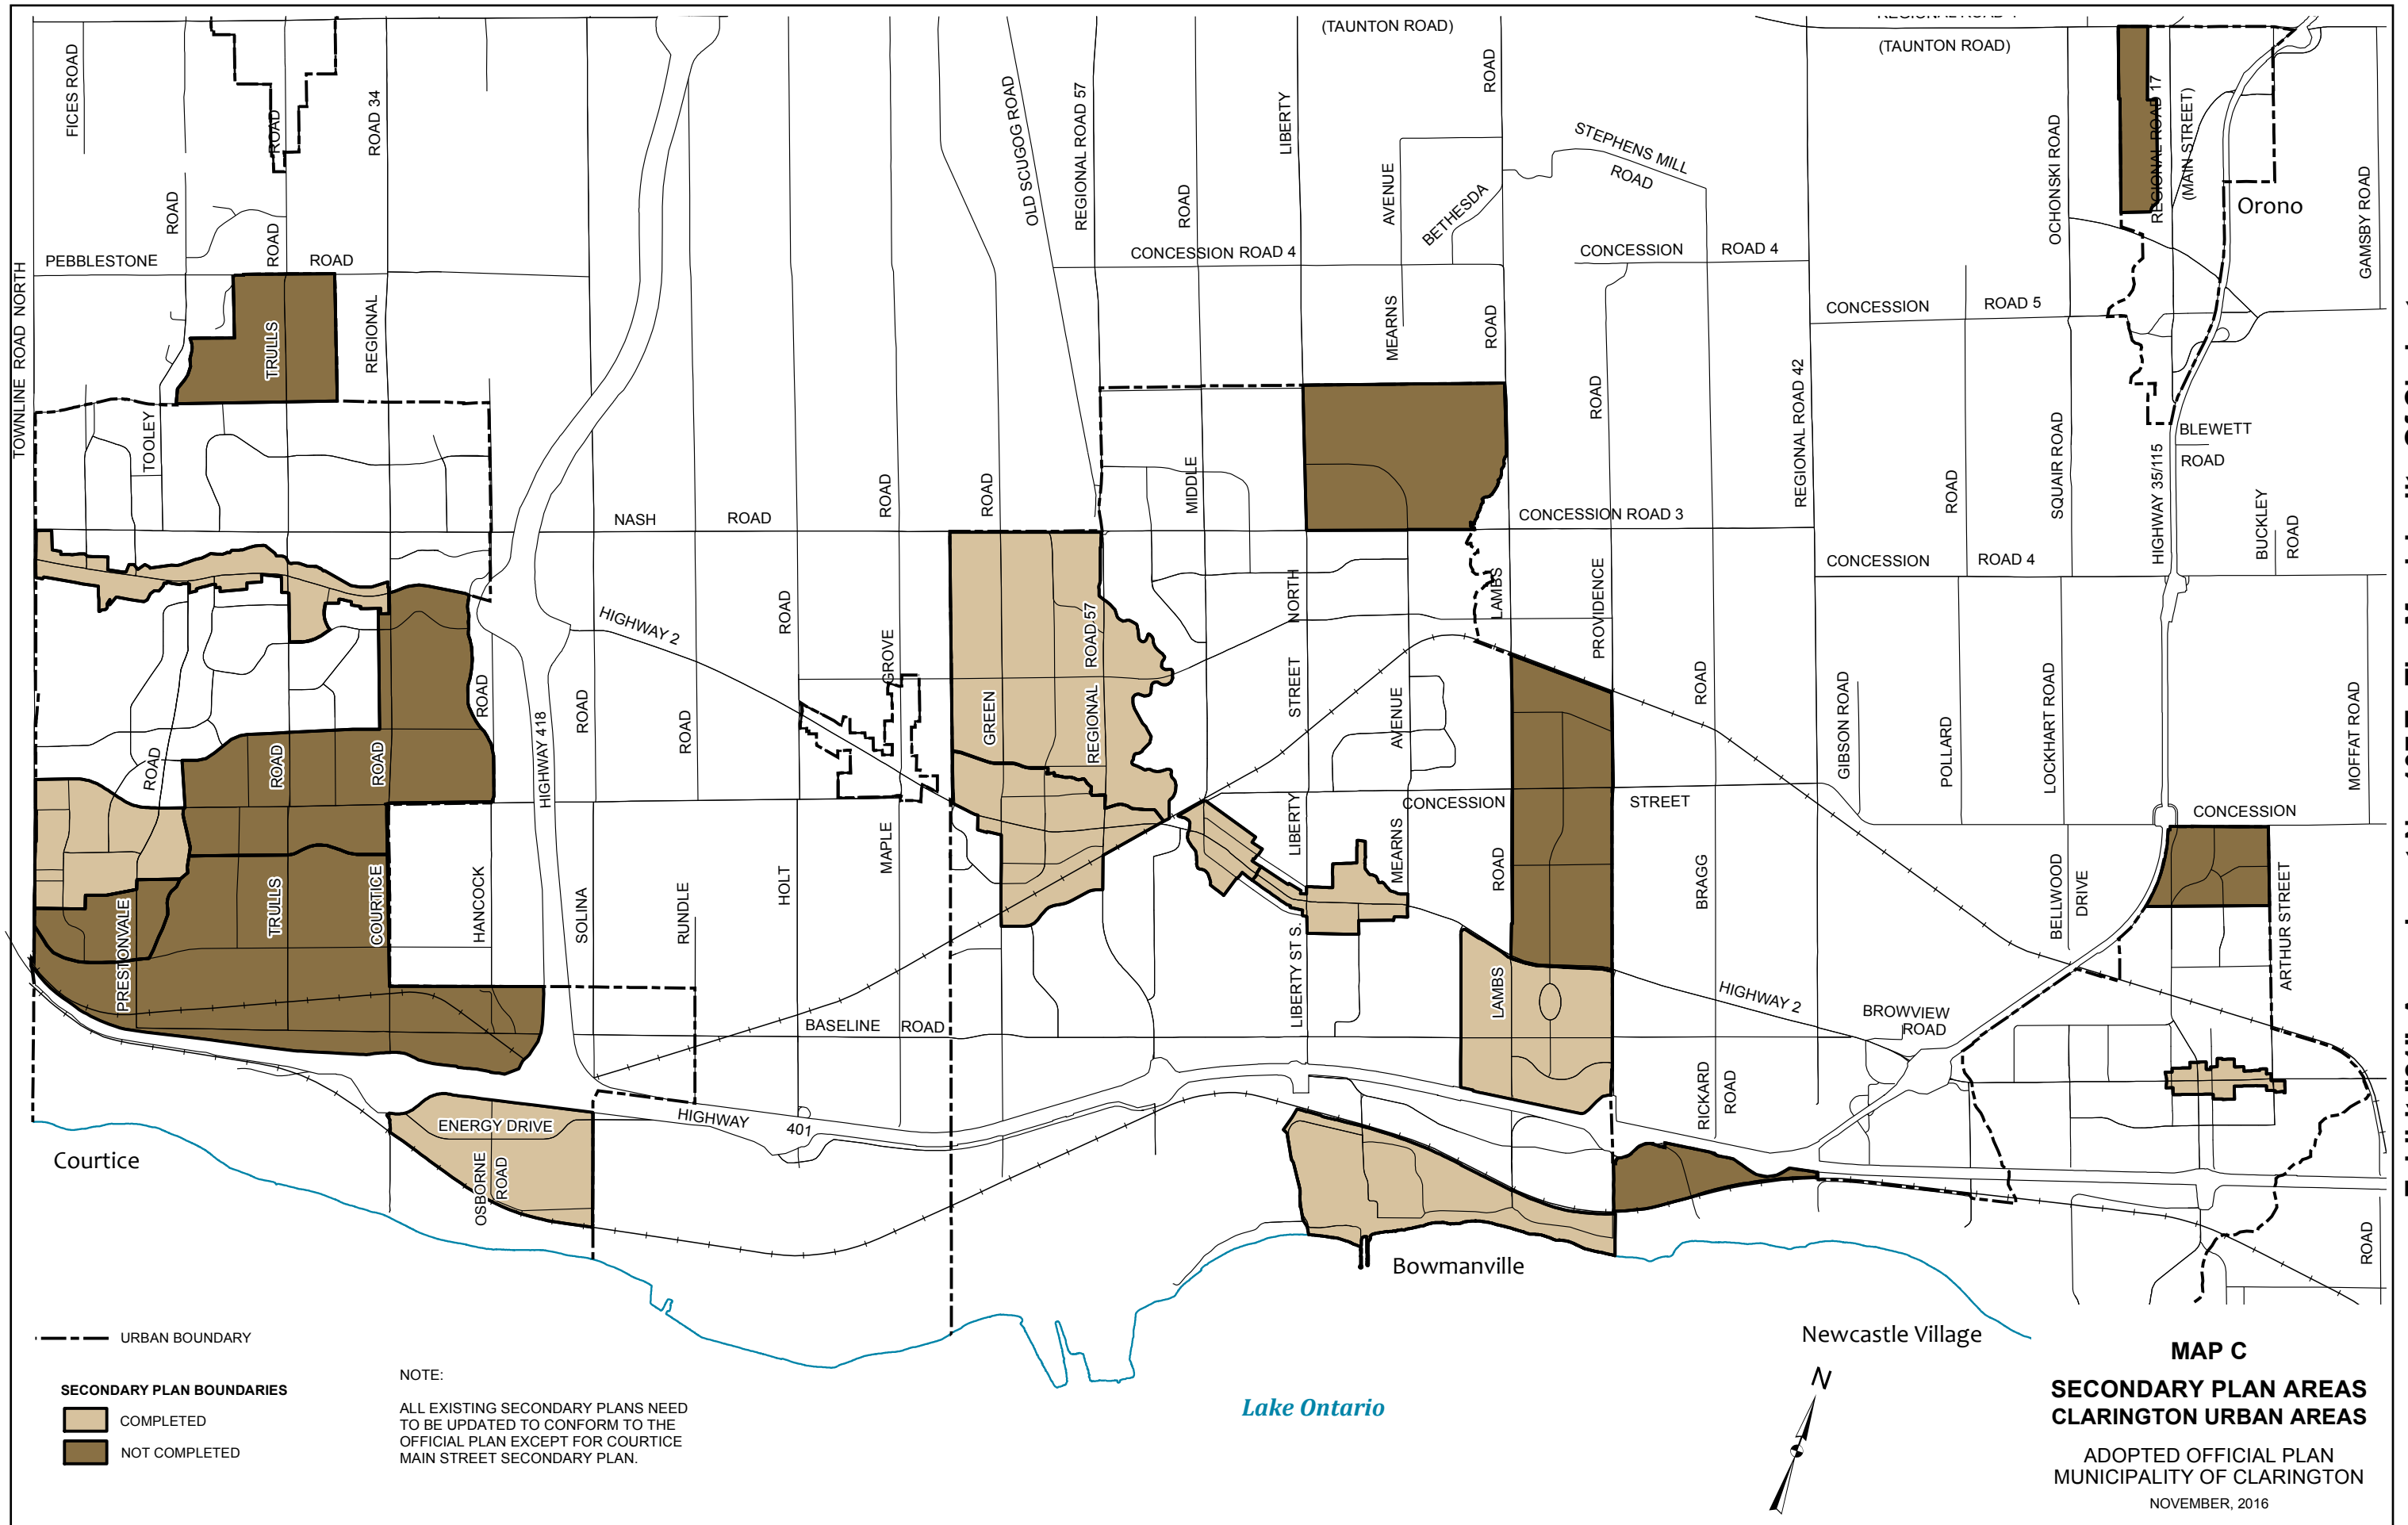 (TAUNTON ROAD)
(TAUNTON ROAD)
FICES ROAD
ROAD
ROAD 34
OLD SCUGOG ROAD
REGIONAL ROAD 57
LIBERTY
ROAD
STEPHENS MILL
ROAD
OCHONSKI ROAD
REGIONAL ROAD 17
(MAIN STREET)
Orono
GAMSBY ROAD
ROAD
ROAD
ROAD
AVENUE
BETHESDA
PEBBLESTONE
ROAD
CONCESSION ROAD 4
CONCESSION
ROAD 4
TOWNLINE ROAD NORTH
TRULLS
REGIONAL
MEARNS
ROAD
CONCESSION
ROAD 5
TOOLEY
ROAD
REGIONAL ROAD 42
SQUAIR ROAD
BLEWETT
ROAD
HIGHWAY 35/115
ROAD
ROAD
MIDDLE
ROAD
BUCKLEY
ROAD
NASH
ROAD
CONCESSION ROAD 3
CONCESSION
ROAD 4
HIGHWAY 2
ROAD
GROVE
REGIONAL
ROAD 57
NORTH
STREET
LAMBS
PROVIDENCE
ROAD
ROAD
ROAD
ROAD
ROAD
ROAD
ROAD
HIGHWAY 418
GREEN
AVENUE
ROAD
GIBSON ROAD
POLLARD
LOCKHART ROAD
MOFFAT ROAD
CONCESSION
STREET
CONCESSION
PRESTONVALE
TRULLS
COURTICE
HANCOCK
SOLINA
RUNDLE
HOLT
MAPLE
LIBERTY
LIBERTY ST S.
MEARNS
ROAD
BRAGG
BELLWOOD
DRIVE
ARTHUR STREET
LAMBS
HIGHWAY 2
BROWVIEW
ROAD
BASELINE
ROAD
RICKARD
ROAD
HIGHWAY
401
ENERGY DRIVE
OSBORNE
ROAD
Courtice
Bowmanville
ROAD
Newcastle Village
Lake Ontario
N
URBAN BOUNDARY
SECONDARY PLAN BOUNDARIES
COMPLETED
NOT COMPLETED
NOTE:
ALL EXISTING SECONDARY PLANS NEED
TO BE UPDATED TO CONFORM TO THE
OFFICIAL PLAN EXCEPT FOR COURTICE
MAIN STREET SECONDARY PLAN.
MAP C
SECONDARY PLAN AREAS
CLARINGTON URBAN AREAS
ADOPTED OFFICIAL PLAN
MUNICIPALITY OF CLARINGTON
NOVEMBER, 2016